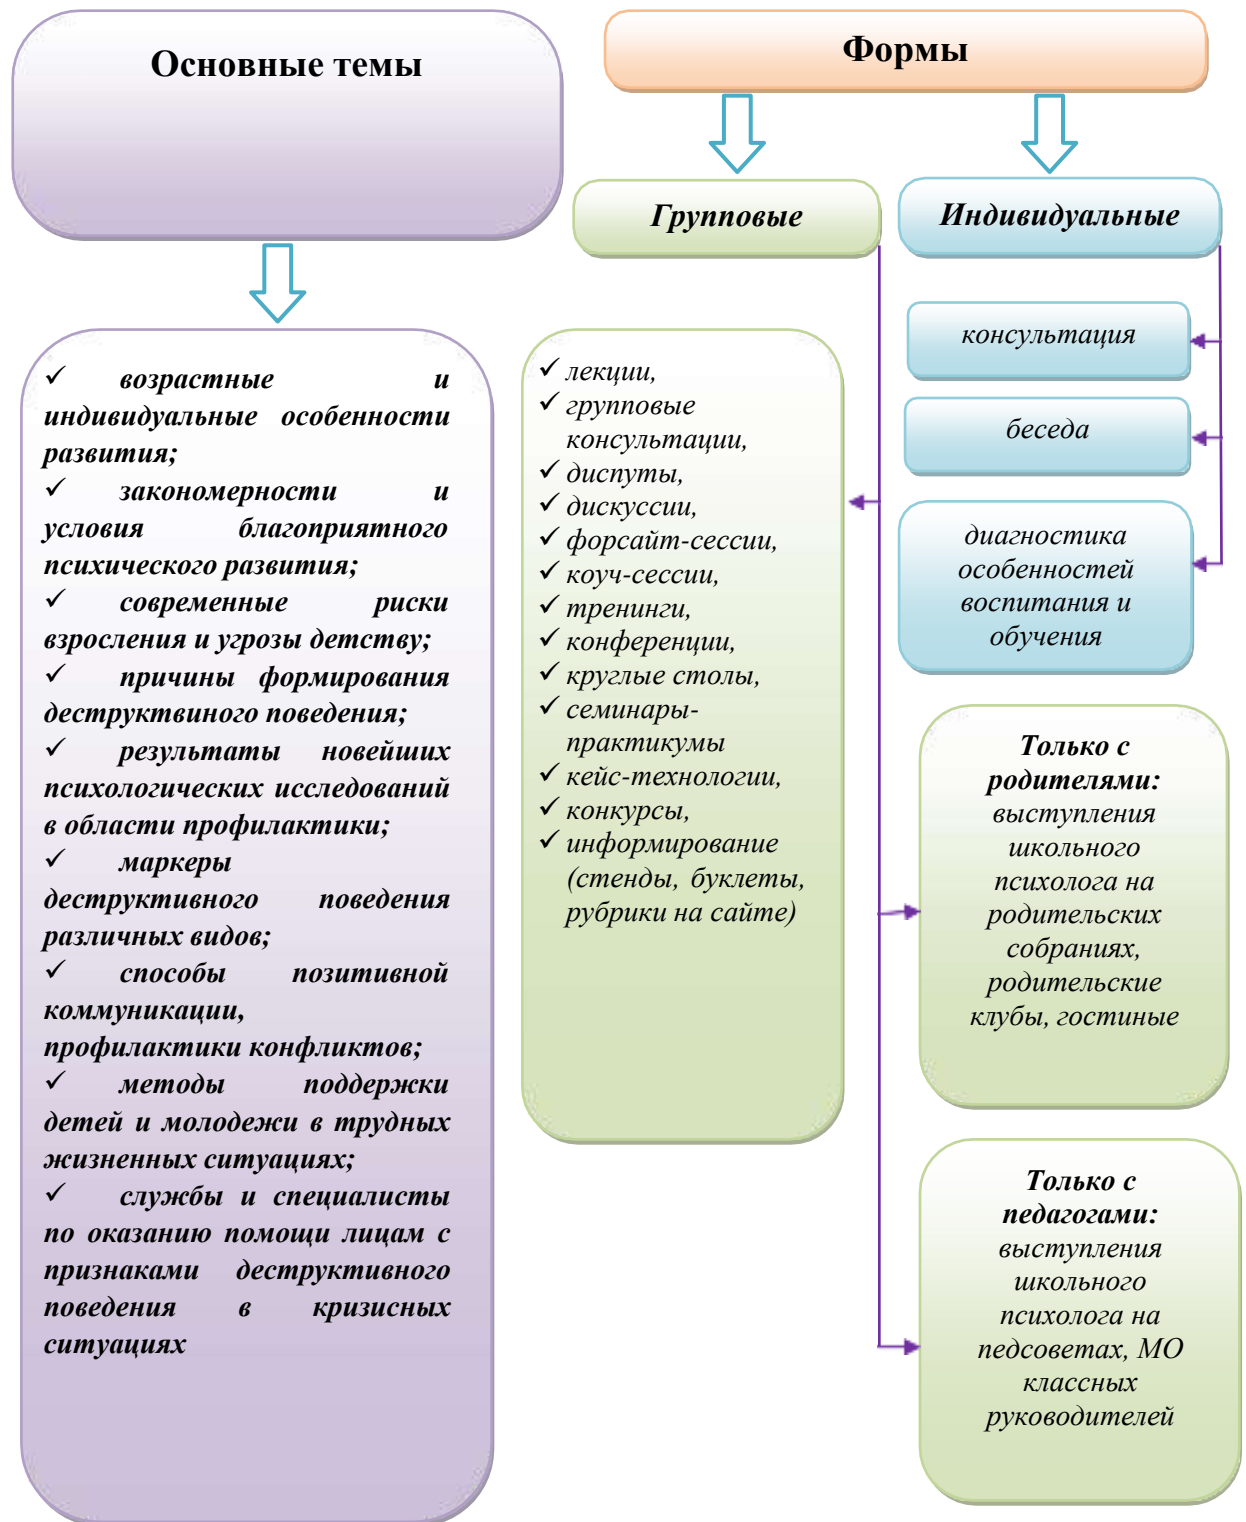 Основные темы
✓ возрастные и
индивидуальные особенности
развития;
✓ закономерности и
условия благоприятного
психического развития;
✓ современные риски
взросления и угрозы детству;
✓ причины формирования
деструктвиного поведения;
✓ результаты новейших
психологических исследований
в области профилактики;
✓ маркеры
деструктивного поведения
различных видов;
✓ способы позитивной
коммуникации,
профилактики конфликтов;
✓ методы поддержки
детей и молодежи в трудных
жизненных ситуациях;
✓ службы и специалисты
по оказанию помощи лицам с
признаками деструктивного
поведения в кризисных
ситуациях
Формы
Групповые
✓ лекции,
✓ групповые
консультации,
✓ диспуты,
✓ дискуссии,
✓ форсайт-сессии,
✓ коуч-сессии,
✓ тренинги,
✓ конференции,
✓ круглые столы,
✓ семинары-
практикумы
✓ кейс-технологии,
✓ конкурсы,
✓ информирование
(стенды, буклеты,
рубрики на сайте)
Индивидуальные
консультация
беседа
диагностика
особенностей
воспитания и
обучения
Только с
родителями:
выступления
школьного
психолога на
родительских
собраниях,
родительские
клубы, гостиные
Только с
педагогами:
выступления
школьного
психолога на
педсоветах, МО
классных
руководителей